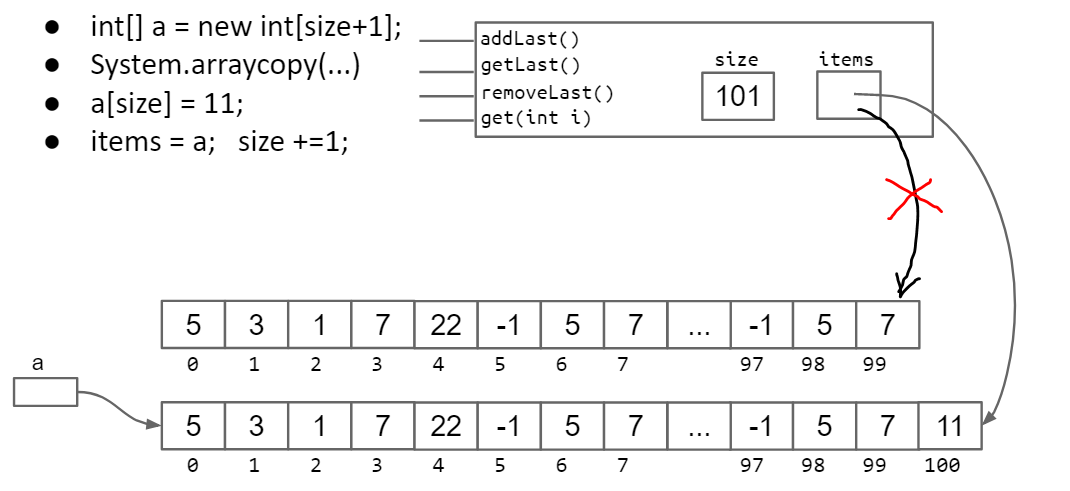 ● int[] a = new int[size+1];
● System.arraycopy(...)
● a[size] = 11;
● items = a; size +=1;
addLast()
getLast()
removeLast()
get(int i)
size
items
101
5 3 1 7 22 -1 5 7 ... -1 5 7
0 1 2 3 4 5 6 7 97 98 99
a
5 3 1 7 22 -1 5 7 ... -1 5 7 11
0 1 2 3 4 5 6 7 97 98 99 100